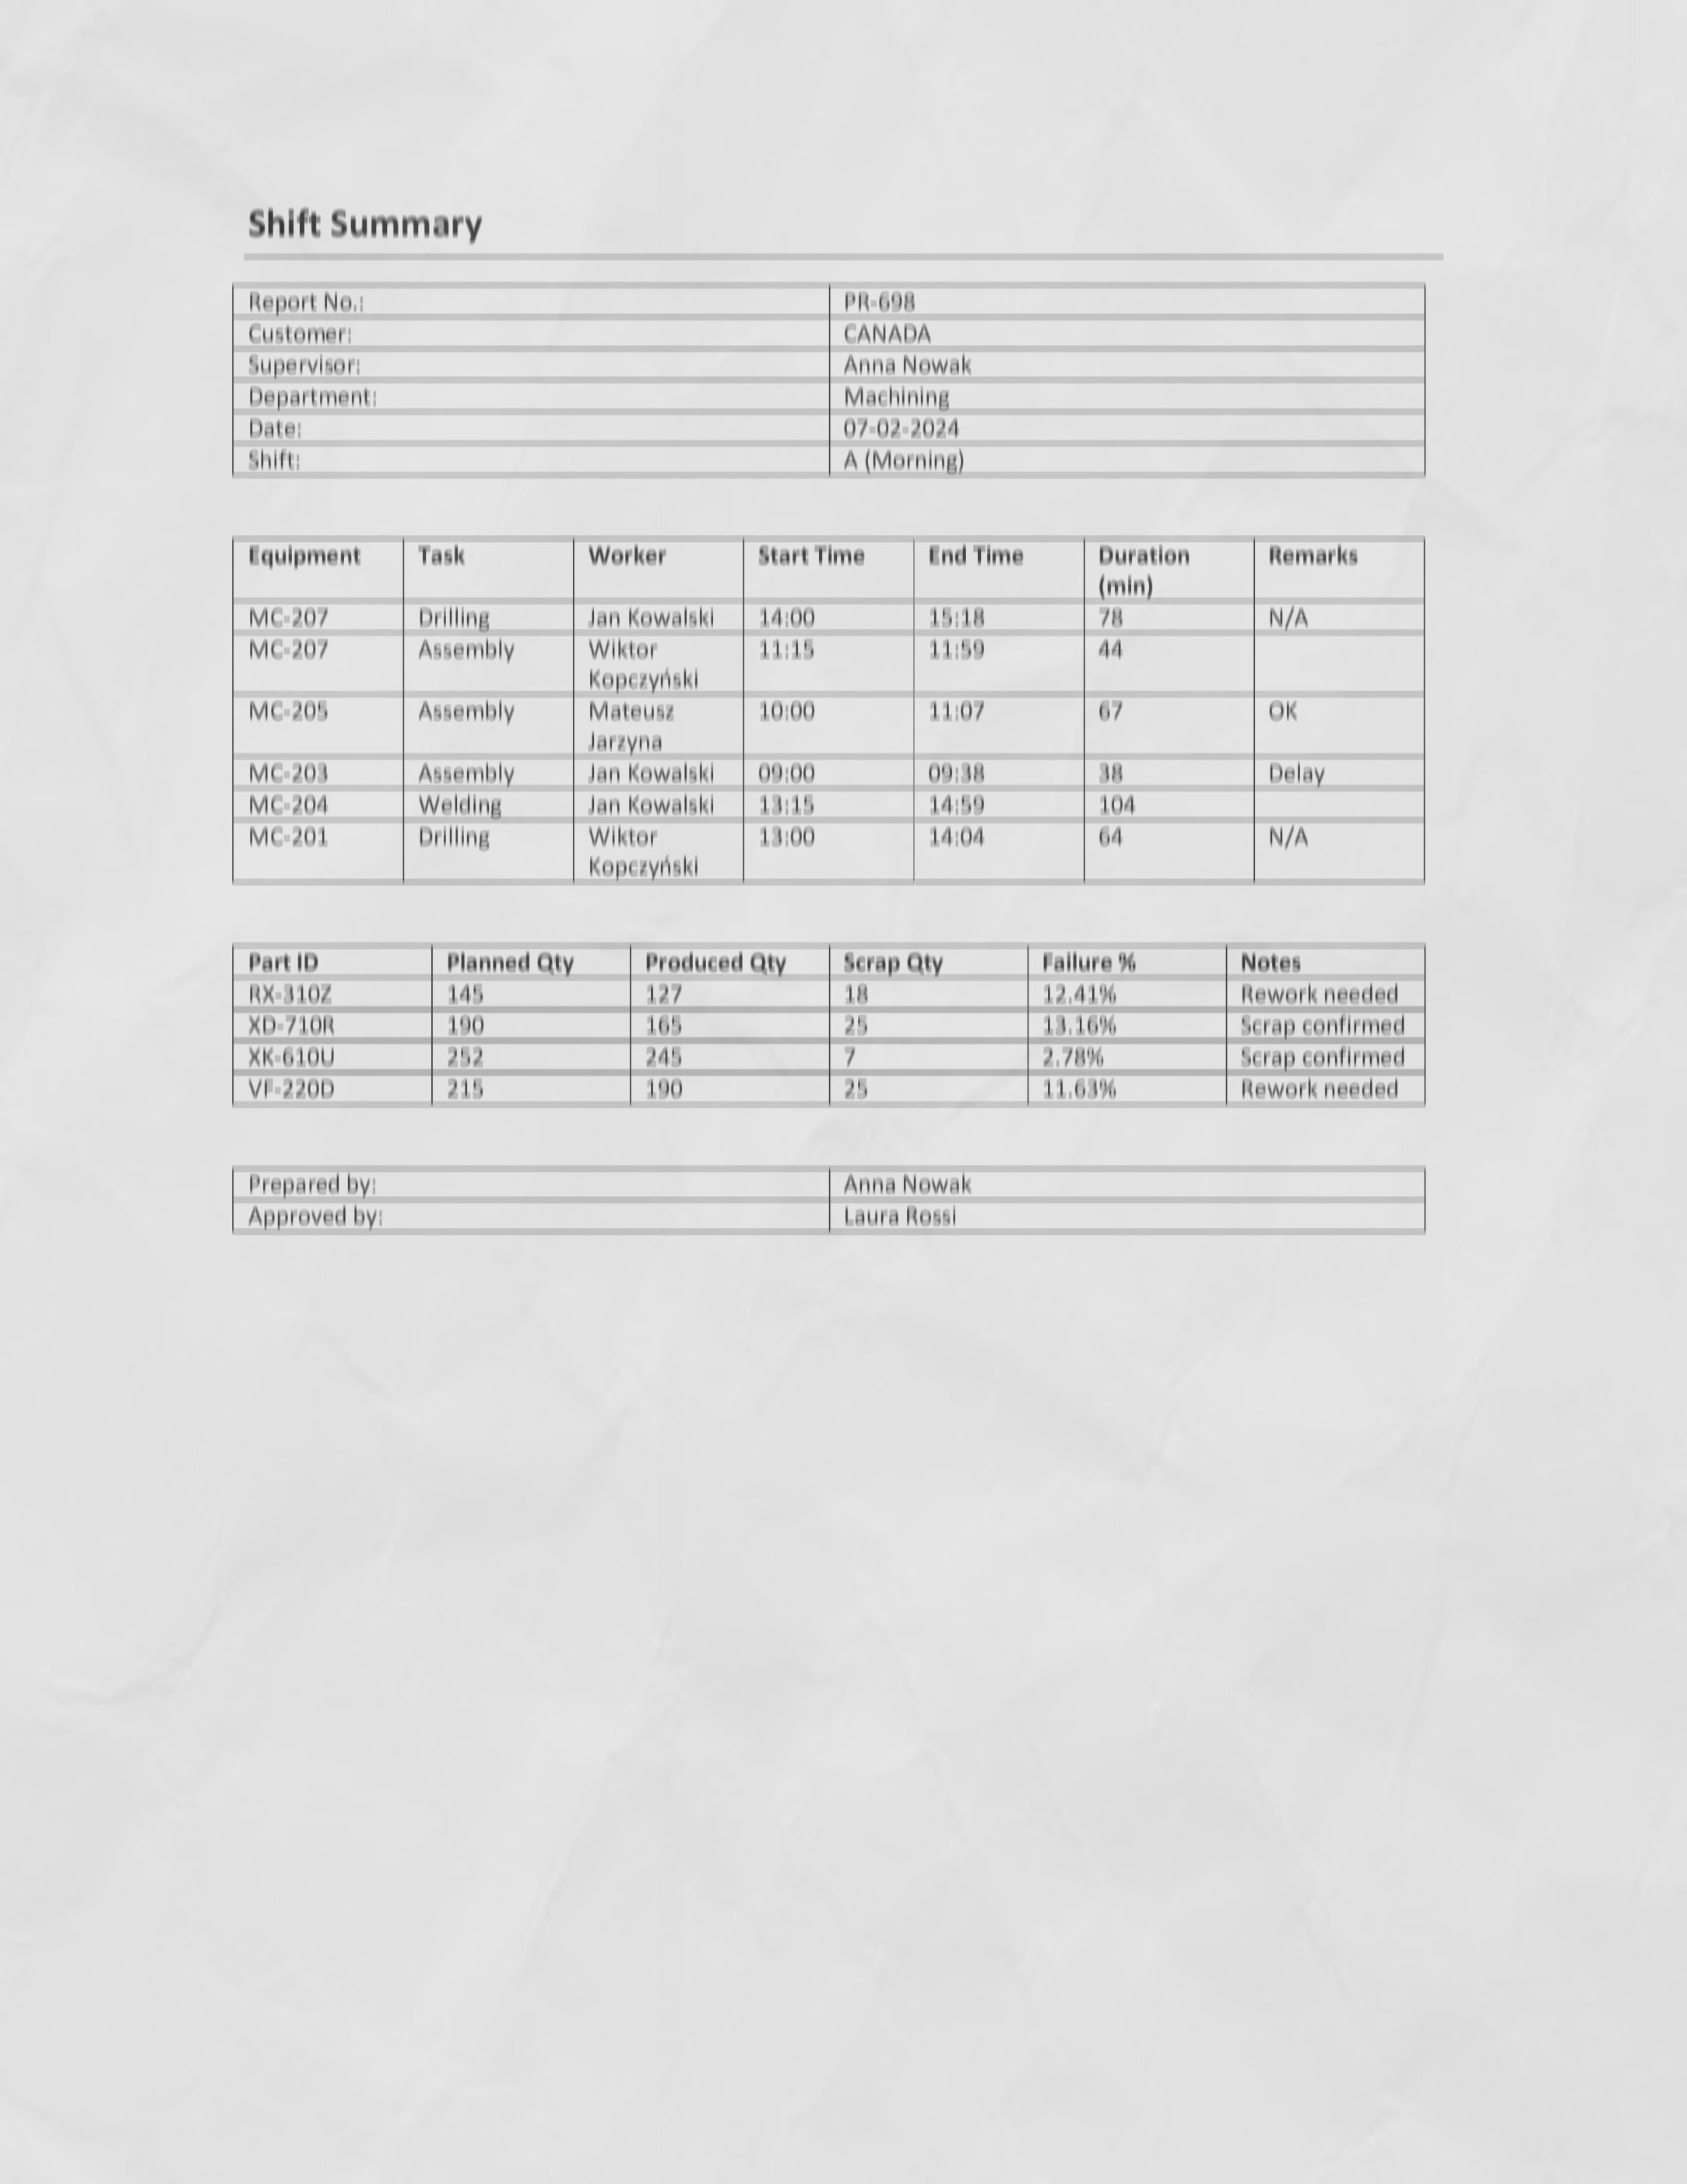 Shift Summary
Report No.: PR-698
Customer: CANADA
Supervisor: Anna Nowak
Department: Machining
Date: 07-02-2024
Shift: A (Morning)
Equipment Task Worker Start Time End Time Duration (min) Remarks
MC-207 Drilling Jan Kowalski 14:00 15:18 78 N/A
MC-207 Assembly Wiktor Kopczyński 11:15 11:59 44
MC-205 Assembly Mateusz Jarzyna 10:00 11:07 67 OK
MC-203 Assembly Jan Kowalski 09:00 09:38 38 Delay
MC-204 Welding Jan Kowalski 13:15 14:59 104
MC-201 Drilling Wiktor Kopczyński 13:00 14:04 64 N/A
Part ID Planned Qty Produced Qty Scrap Qty Failure % Notes
RX-310Z 145 127 18 12.41% Rework needed
XD-710R 190 165 25 13.16% Scrap confirmed
XK-610U 252 245 7 2.78% Scrap confirmed
VF-220D 215 190 25 11.63% Rework needed
Prepared by: Anna Nowak
Approved by: Laura Rossi